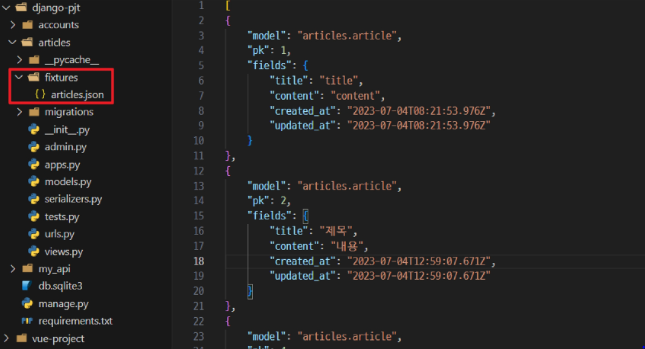 django-pjt
accounts
articles
__pycache__
fixtures
articles.json
migrations
__init__.py
admin.py
apps.py
models.py
serializers.py
tests.py
urls.py
views.py
my_api
db.sqlite3
manage.py
requirements.txt
vue-project
1 [
2 {
3 "model": "articles.article",
4 "pk": 1,
5 "fields": {
6 "title": "title",
7 "content": "content",
8 "created_at": "2023-07-04T08:21:53.976Z",
9 "updated_at": "2023-07-04T08:21:53.976Z"
10 }
11 },
12 {
13 "model": "articles.article",
14 "pk": 2,
15 "fields": {
16 "title": "제목",
17 "content": "내용",
18 "created_at": "2023-07-04T12:59:07.671Z",
19 "updated_at": "2023-07-04T12:59:07.671Z"
20 }
21 },
22 {
23 "model": "articles.article",